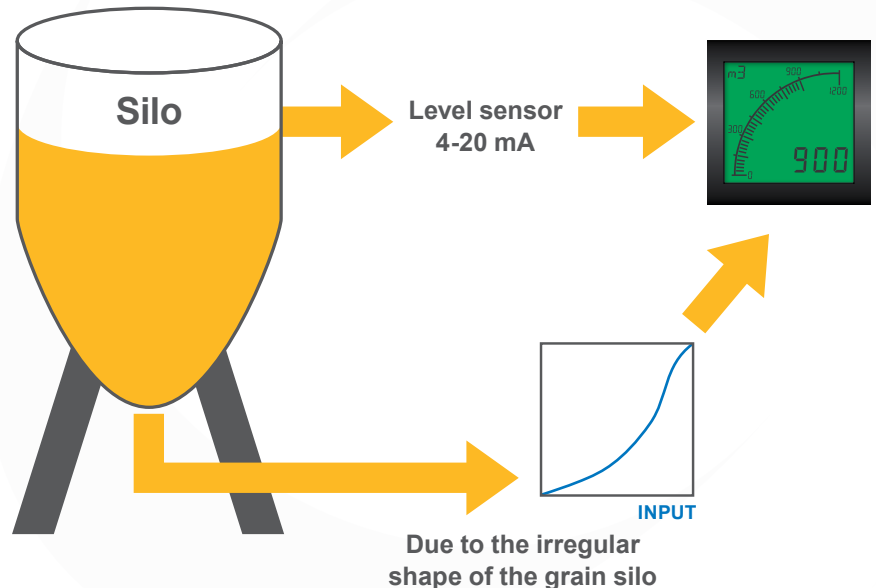 Silo
Level sensor
4-20 mA
m3
0
300
600
900
1200
900
INPUT
Due to the irregular
shape of the grain silo